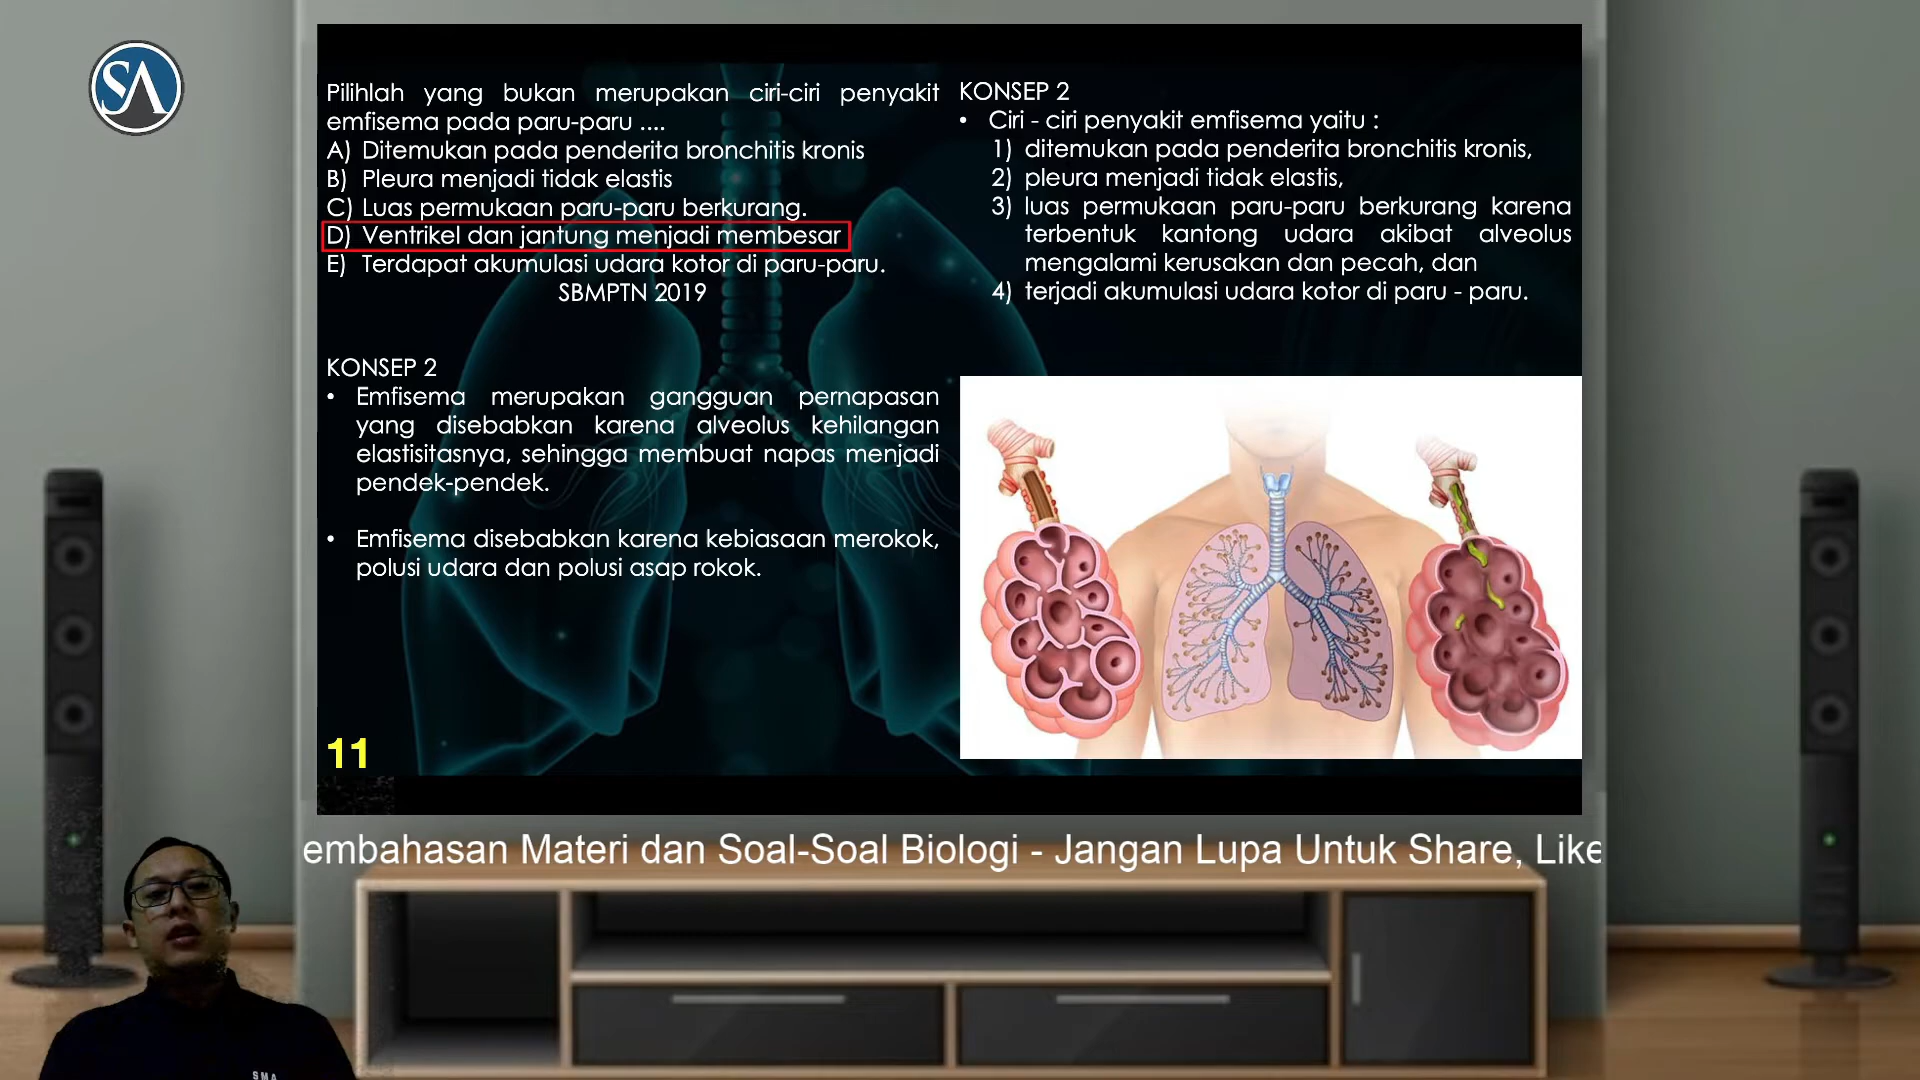 SA
Pilihlah yang bukan merupakan ciri-ciri penyakit
emfisema pada paru-paru ....
A) Ditemukan pada penderita bronchitis kronis
B) Pleura menjadi tidak elastis
C) Luas permukaan paru-paru berkurang.
D) Ventrikel dan jantung menjadi membesar
E) Terdapat akumulasi udara kotor di paru-paru.
SBMPTN 2019
KONSEP 2
• Emfisema merupakan gangguan pernapasan
yang disebabkan karena alveolus kehilangan
elastisitasnya, sehingga membuat napas menjadi
pendek-pendek.
• Emfisema disebabkan karena kebiasaan merokok,
polusi udara dan polusi asap rokok.
11
KONSEP 2
• Ciri - ciri penyakit emfisema yaitu :
1) ditemukan pada penderita bronchitis kronis,
2) pleura menjadi tidak elastis,
3) luas permukaan paru-paru berkurang karena
terbentuk kantong udara akibat alveolus
mengalami kerusakan dan pecah, dan
4) terjadi akumulasi udara kotor di paru - paru.
embahasan Materi dan Soal-Soal Biologi - Jangan Lupa Untuk Share, Like
SMA